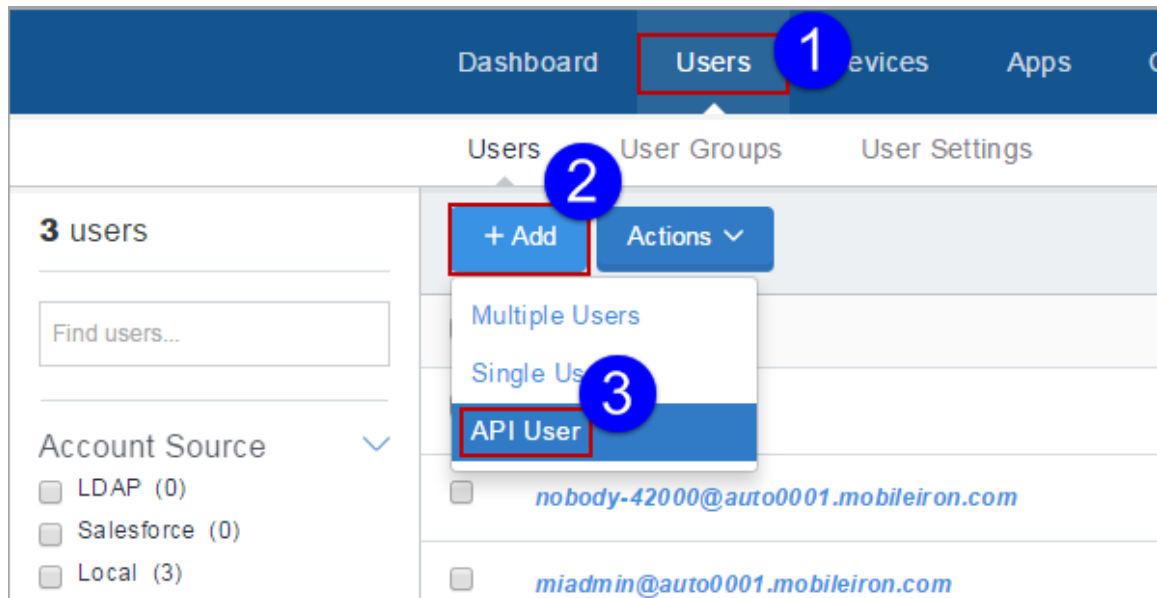 Dashboard Users 1 evices Apps
Users User Groups User Settings
2
3 users
+ Add Actions
Find users...
Multiple Users
Single Us
3
API User
Account Source
LDAP (0)
nobody-42000@auto0001.mobileiron.com
Salesforce (0)
Local (3)
miadmin@auto0001.mobileiron.com